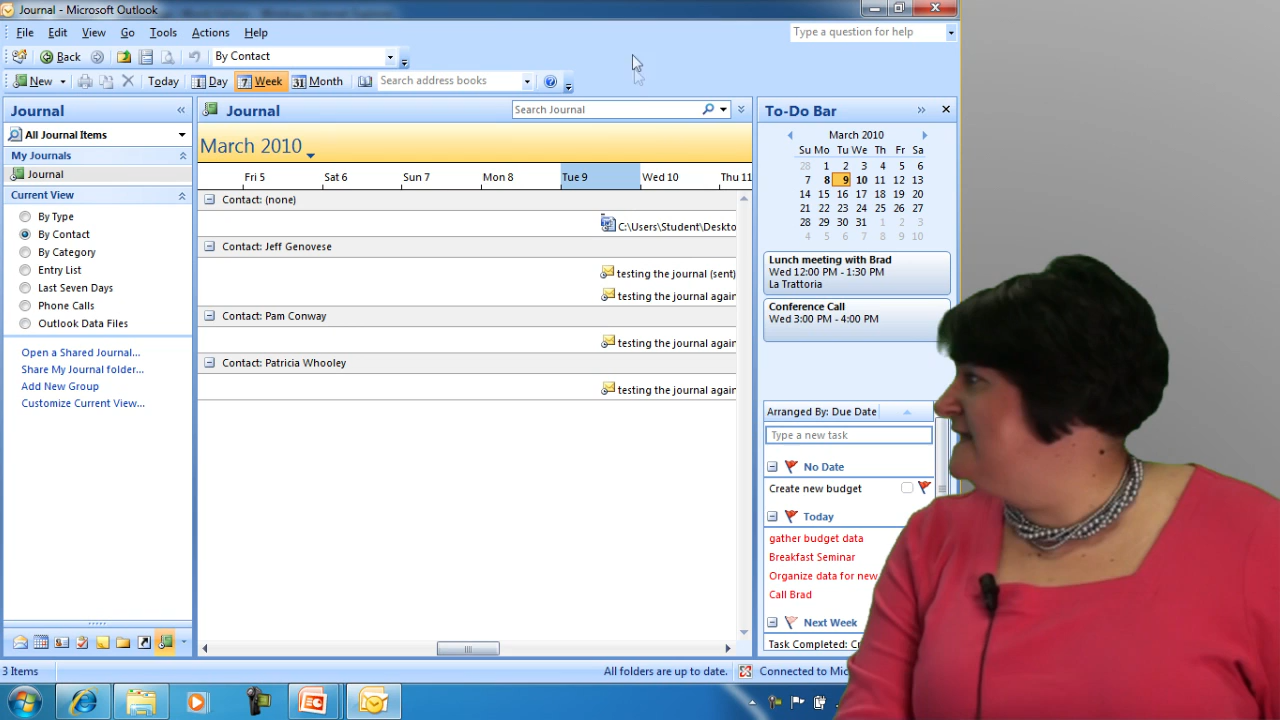 Journal - Microsoft Outlook
File Edit View Go Tools Actions Help
Type a question for help
Back
By Contact
New
Today
1 Day
7 Week
31 Month
Search address books
Journal
All Journal Items
My Journals
Journal
Current View
By Type
By Contact
By Category
Entry List
Last Seven Days
Phone Calls
Outlook Data Files
Open a Shared Journal...
Share My Journal folder...
Add New Group
Customize Current View...
Journal
Search Journal
March 2010
Fri 5 Sat 6 Sun 7 Mon 8 Tue 9 Wed 10 Thu 11
Contact: (none)
C:\Users\Student\Deskto
Contact: Jeff Genovese
testing the journal (sent)
testing the journal again
Contact: Pam Conway
testing the journal again
Contact: Patricia Whooley
testing the journal again
To-Do Bar
March 2010
Su Mo Tu We Th Fr Sa
28 1 2 3 4 5 6
7 8 9 10 11 12 13
14 15 16 17 18 19 20
21 22 23 24 25 26 27
28 29 30 31 1 2 3
4 5 6 7 8 9 10
Lunch meeting with Brad
Wed 12:00 PM - 1:30 PM
La Trattoria
Conference Call
Wed 3:00 PM - 4:00 PM
Arranged By: Due Date
Type a new task
No Date
Create new budget
Today
gather budget data
Breakfast Seminar
Organize data for new
Call Brad
Next Week
Task Completed:
3 Items
All folders are up to date.
Connected to Mic